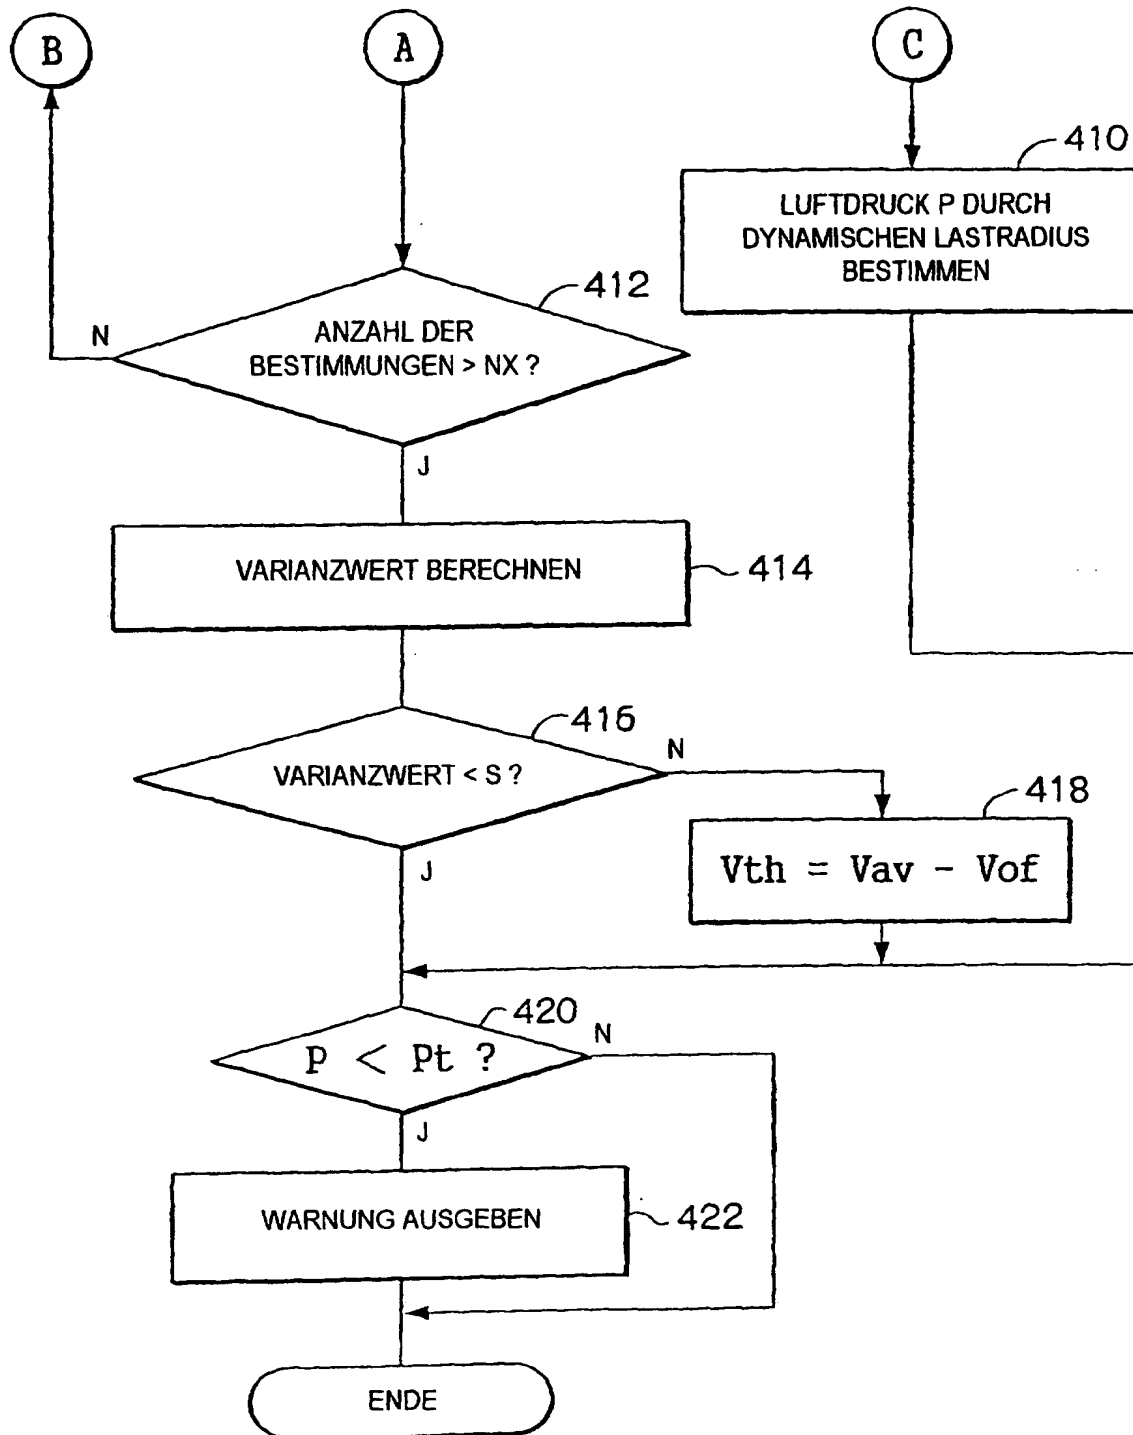 B
A
C
410
LUFTDRUCK P DURCH
DYNAMISCHEN LASTRADIUS
BESTIMMEN
412
N
ANZAHL DER
BESTIMMUNGEN > NX ?
J
VARIANZWERT BERECHNEN
414
416
N
VARIANZWERT < S ?
J
418
Vth = Vav - Vof
420
N
P < Pt ?
J
WARNUNG AUSGEBEN
422
ENDE